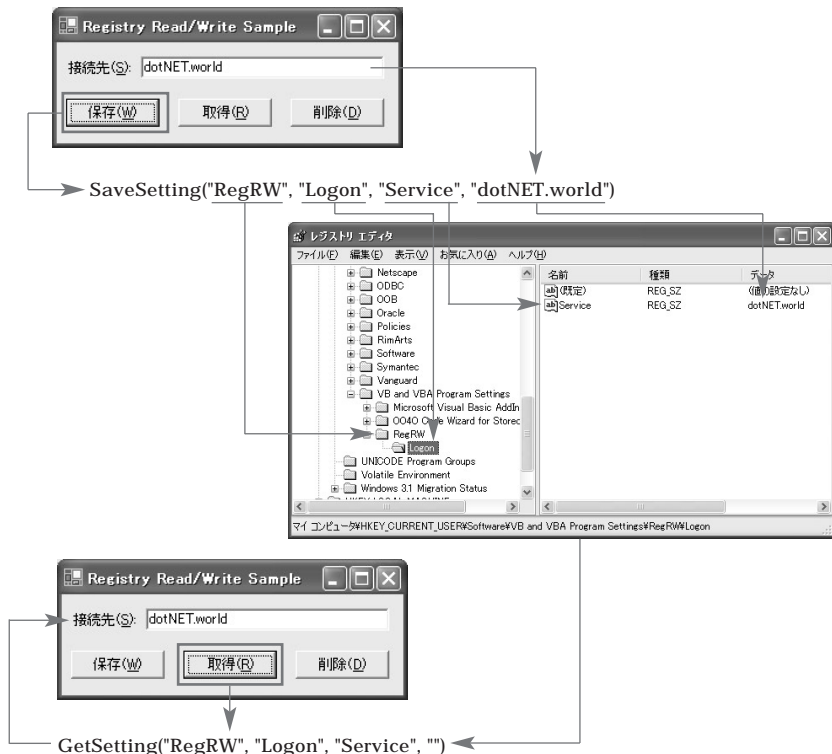 Registry Read/Write Sample
接続先(S): dotNET.world
保存(W) 取得(R) 削除(D)
SaveSetting("RegRW", "Logon", "Service", "dotNET.world")
レジストリ エディタ
ファイル(F) 編集(E) 表示(V) お気に入り(A) ヘルプ(H)
Netscape
ODBC
OOB
Oracle
Policies
RimArts
Software
Symantec
Vanguard
VB and VBA Program Settings
Microsoft Visual Basic AddIn
OO4O Code Wizard for Storec
RegRW
Logon
UNICODE Program Groups
Volatile Environment
Windows 3.1 Migration Status
HKEY_LOCAL_MACHINE
名前 種類 データ
(既定) REG_SZ (値の設定なし)
Service REG_SZ dotNET.world
マイ コンピュータ¥HKEY_CURRENT_USER¥Software¥VB and VBA Program Settings¥RegRW¥Logon
Registry Read/Write Sample
接続先(S): dotNET.world
保存(W) 取得(R) 削除(D)
GetSetting("RegRW", "Logon", "Service", "")